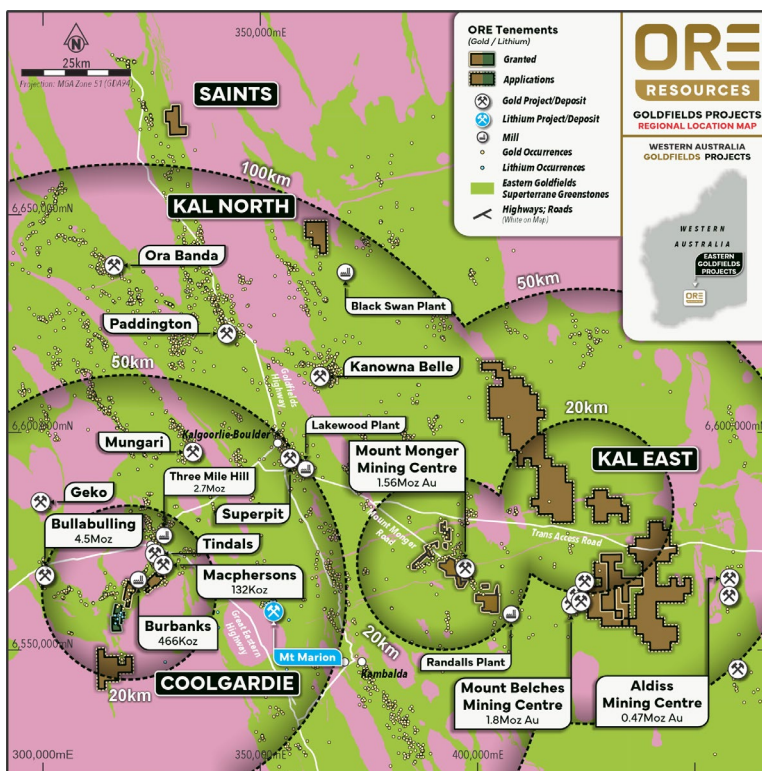 350,000mE
N
25km
Projection: MGA Zone 51 (GDA94)
SAINTS
ORE Tenements
(Gold / Lithium)
Granted
Applications
Gold Project/Deposit
Lithium Project/Deposit
Mill
Gold Occurrences
Lithium Occurrences
Eastern Goldfields
Superterrane Greenstones
Highways; Roads
(White on Map)
ORE
RESOURCES
GOLDFIELDS PROJECTS
REGIONAL LOCATION MAP
WESTERN AUSTRALIA
GOLDFIELDS PROJECTS
WESTERN
AUSTRALIA
EASTERN
GOLDFIELDS
PROJECTS
ORE
100km
KAL NORTH
6,650,000mN
Ora Banda
50km
Black Swan Plant
Paddington
50km
Kanowna Belle
Goldfields
Highway
20km
6,600,000mN
6,600,000mN
Kalgoorlie-Boulder
Lakewood Plant
Mungari
Mount Monger
Mining Centre
1.56Moz Au
KAL EAST
Three Mile Hill
2.7Moz
Geko
Superpit
Bullabulling
4.5Moz
Mount Monger
Road
Trans Access Road
Tindals
Macphersons
132Koz
Burbanks
466Koz
Great Eastern
Highway
Mt Marion
20km
6,550,000mN
Kambalda
Randalls Plant
20km
COOLGARDIE
Mount Belches
Mining Centre
1.8Moz Au
Aldiss
Mining Centre
0.47Moz Au
300,000mE
350,000mE
400,000mE